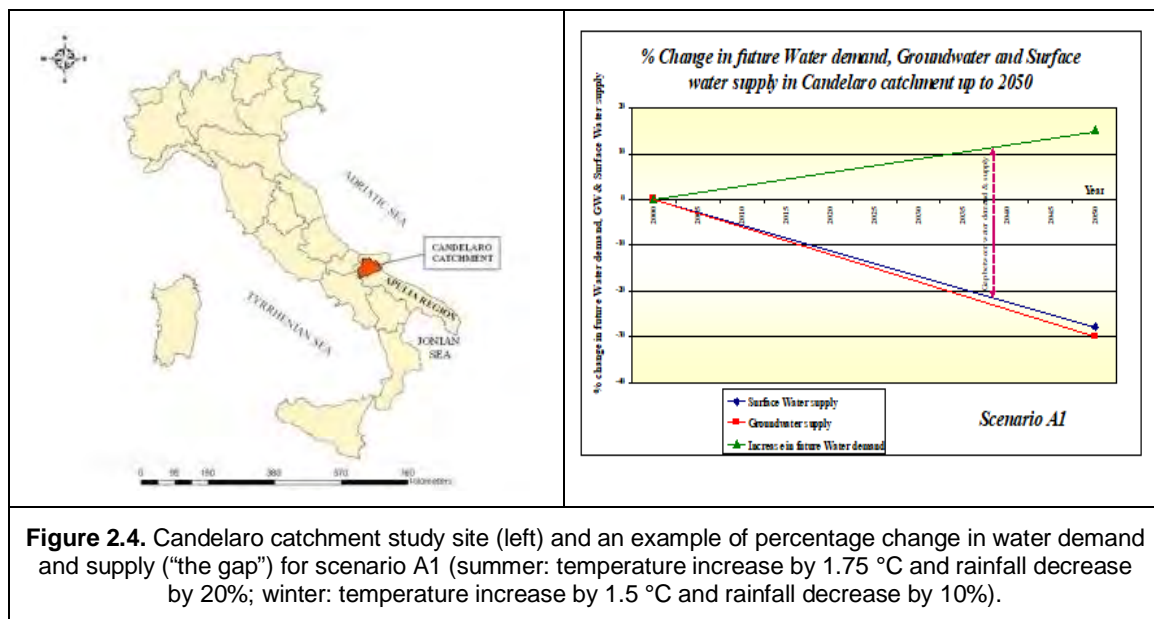 N
W E
S
ADRIATIC SEA
CANDELARO
CATCHMENT
APULIA REGION
TYRRHENIAN SEA
JONIAN
SEA
0 95 190 380 570 760
Kilometers
% Change in future Water demand, Groundwater and Surface
water supply in Candelaro catchment up to 2050
% change in future Water demand, GW & Surface Water supply
20
10
0
-10
-20
-30
-40
Year
2000 2005 2010 2015 2020 2025 2030 2035 2040 2045 2050
Gap between water demand & supply
Surface Water supply
Groundwater supply
Increase in future Water demand
Scenario A1
Figure 2.4. Candelaro catchment study site (left) and an example of percentage change in water demand
and supply (“the gap”) for scenario A1 (summer: temperature increase by 1.75 °C and rainfall decrease
by 20%; winter: temperature increase by 1.5 °C and rainfall decrease by 10%).